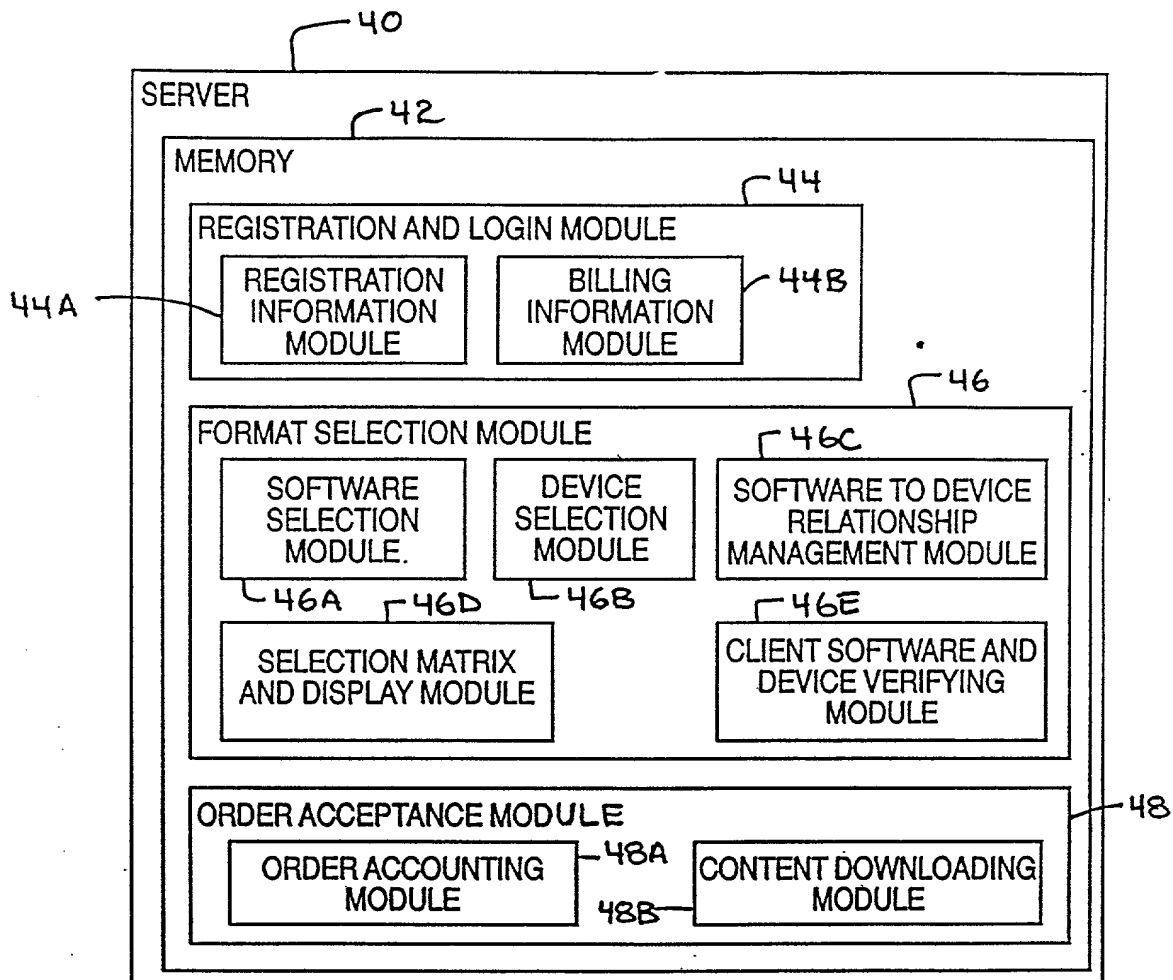 40
SERVER
42
MEMORY
44
REGISTRATION AND LOGIN MODULE
REGISTRATION
INFORMATION
MODULE
44A
BILLING
INFORMATION
MODULE
44B
46
FORMAT SELECTION MODULE
SOFTWARE
SELECTION
MODULE.
46A
DEVICE
SELECTION
MODULE
46B
46C
SOFTWARE TO DEVICE
RELATIONSHIP
MANAGEMENT MODULE
46D
SELECTION MATRIX
AND DISPLAY MODULE
46E
CLIENT SOFTWARE AND
DEVICE VERIFYING
MODULE
48
ORDER ACCEPTANCE MODULE
ORDER ACCOUNTING
MODULE
48A
CONTENT DOWNLOADING
MODULE
48B